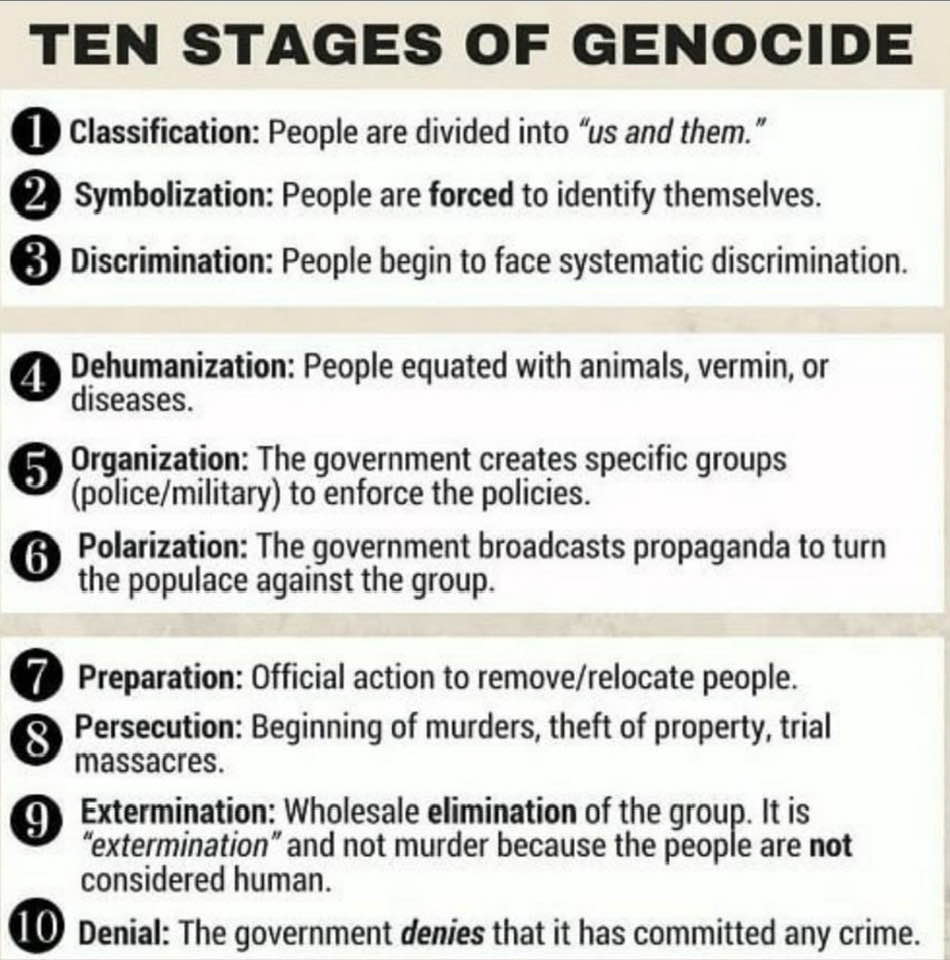 TEN STAGES OF GENOCIDE
1 Classification: People are divided into “us and them.”
2 Symbolization: People are forced to identify themselves.
3 Discrimination: People begin to face systematic discrimination.
4 Dehumanization: People equated with animals, vermin, or
diseases.
5 Organization: The government creates specific groups
(police/military) to enforce the policies.
6 Polarization: The government broadcasts propaganda to turn
the populace against the group.
7 Preparation: Official action to remove/relocate people.
8 Persecution: Beginning of murders, theft of property, trial
massacres.
9 Extermination: Wholesale elimination of the group. It is
“extermination” and not murder because the people are not
considered human.
10 Denial: The government denies that it has committed any crime.